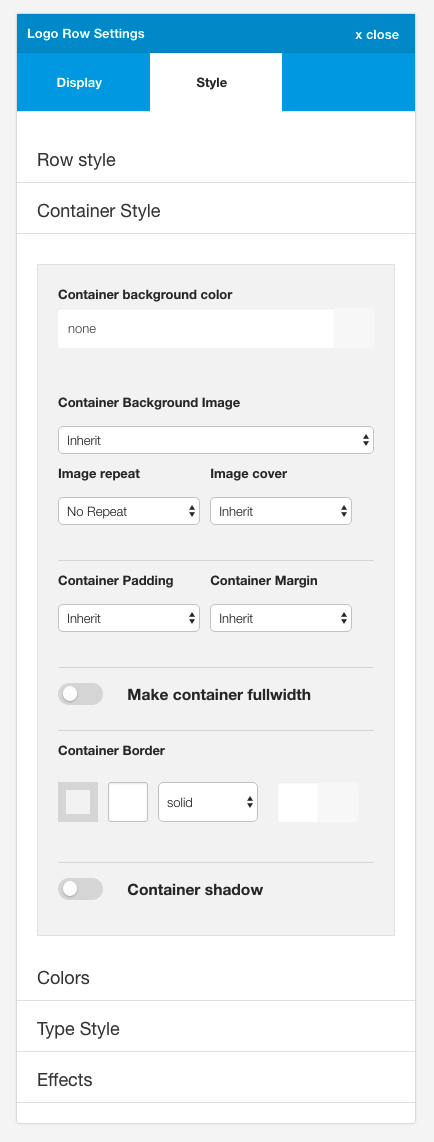 Logo Row Settings x close
Display Style
Row style
Container Style
Container background color
none
Container Background Image
Inherit
Image repeat Image cover
No Repeat Inherit
Container Padding Container Margin
Inherit Inherit
Make container fullwidth
Container Border
solid
Container shadow
Colors
Type Style
Effects